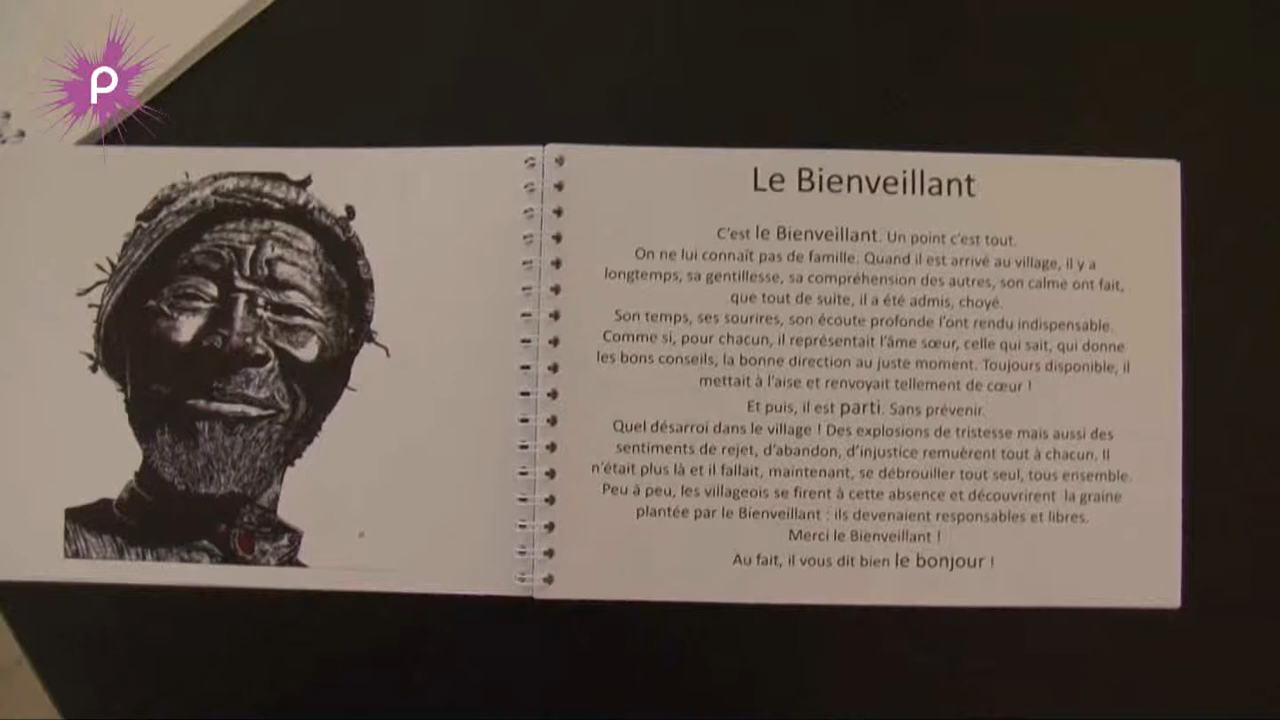 P
Le Bienveillant
C'est le Bienveillant. Un point c'est tout.
On ne lui connaît pas de famille. Quand il est arrivé au village, il y a
longtemps, sa gentillesse, sa compréhension des autres, son calme ont fait,
que tout de suite, il a été admis, choyé.
Son temps, ses sourires, son écoute profonde l'ont rendu indispensable.
Comme si, pour chacun, il représentait l'âme sœur, celle qui sait, qui donne
les bons conseils, la bonne direction au juste moment. Toujours disponible, il
mettait à l'aise et renvoyait tellement de cœur !
Et puis, il est parti. Sans prévenir.
Quel désarroi dans le village ! Des explosions de tristesse mais aussi des
sentiments de rejet, d'abandon, d'injustice remuèrent tout à chacun. Il
n'était plus là et il fallait, maintenant, se débrouiller tout seul, tous ensemble.
Peu à peu, les villageois se firent à cette absence et découvrirent la graine
plantée par le Bienveillant : ils devenaient responsables et libres.
Merci le Bienveillant !
Au fait, il vous dit bien le bonjour !